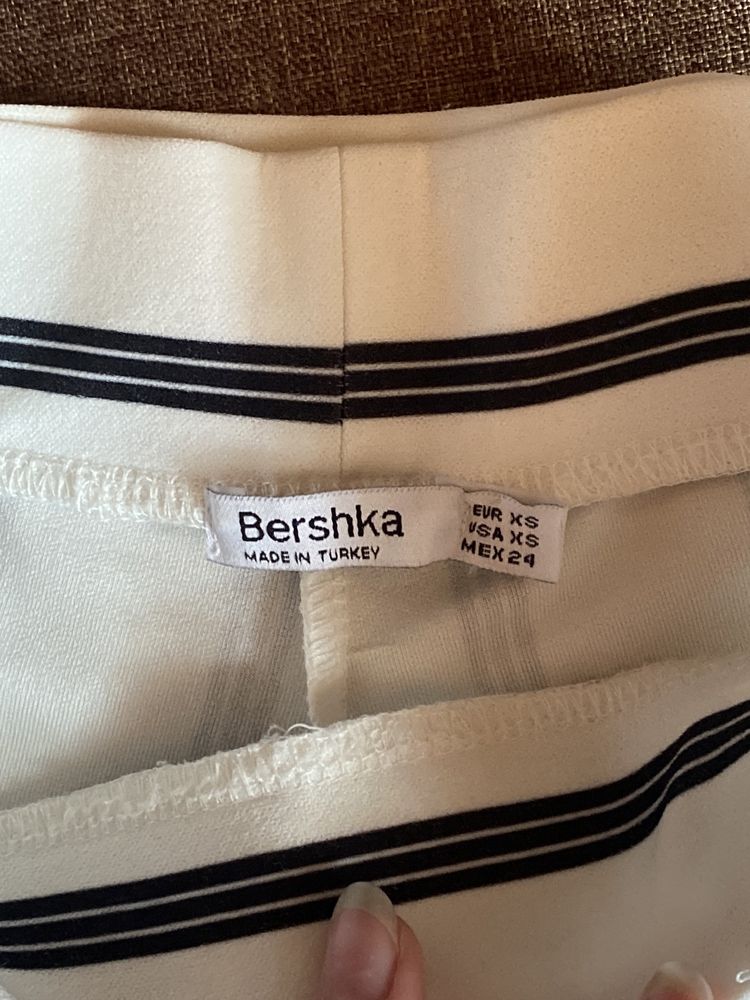 Bershka
MADE IN TURKEY
EUR XS
USA XS
MEX 24